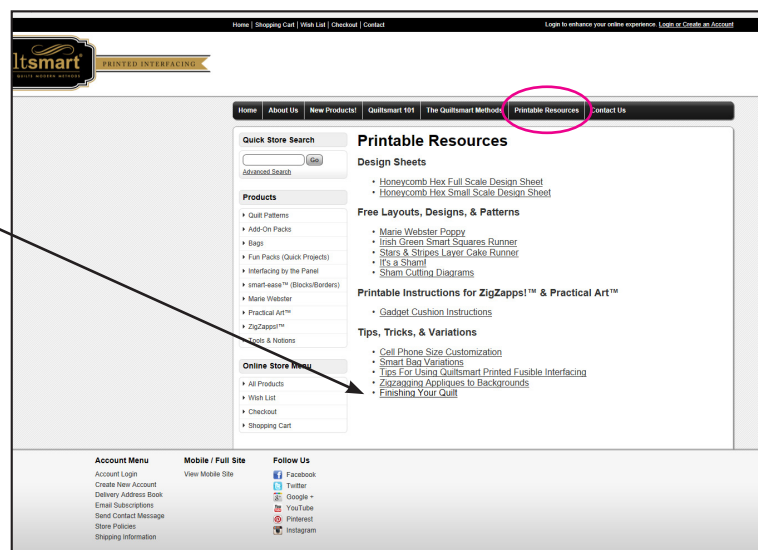 Home | Shopping Cart | Wish List | Checkout | Contact
Login to enhance your online experience. Login or Create an Account
ltsmart
QUILTS MODERN METHODS
PRINTED INTERFACING
Home About Us New Products! Quiltsmart 101 The Quiltsmart Methods Printable Resources Contact Us
Quick Store Search
Go
Advanced Search
Products
Quilt Patterns
Add-On Packs
Bags
Fun Packs (Quick Projects)
Interfacing by the Panel
smart-ease™ (Blocks/Borders)
Marie Webster
Practical Art™
ZigZapps!™
Tools & Notions
Online Store Menu
All Products
Wish List
Checkout
Shopping Cart
Printable Resources
Design Sheets
• Honeycomb Hex Full Scale Design Sheet
• Honeycomb Hex Small Scale Design Sheet
Free Layouts, Designs, & Patterns
• Marie Webster Poppy
• Irish Green Smart Squares Runner
• Stars & Stripes Layer Cake Runner
• It's a Sham!
• Sham Cutting Diagrams
Printable Instructions for ZigZapps!™ & Practical Art™
• Gadget Cushion Instructions
Tips, Tricks, & Variations
• Cell Phone Size Customization
• Smart Bag Variations
• Tips For Using Quiltsmart Printed Fusible Interfacing
• Zigzagging Appliques to Backgrounds
• Finishing Your Quilt
Account Menu
Account Login
Create New Account
Delivery Address Book
Email Subscriptions
Send Contact Message
Store Policies
Shipping Information
Mobile / Full Site
View Mobile Site
Follow Us
Facebook
Twitter
Google +
YouTube
Pinterest
Instagram